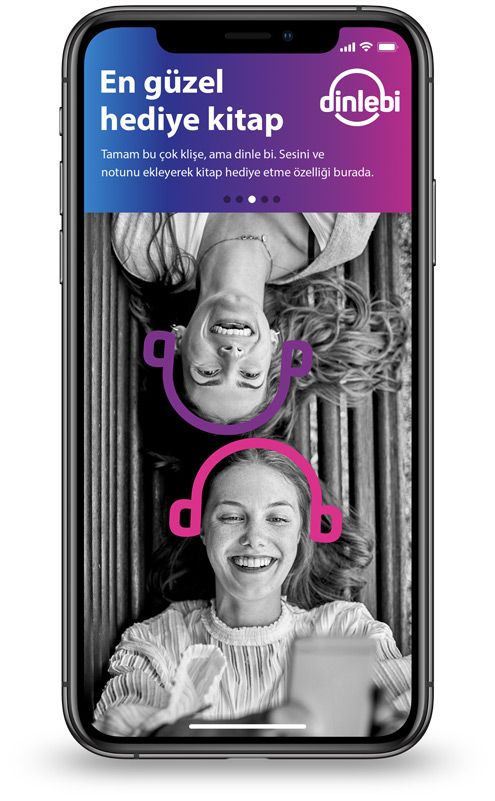 En güzel
hediye kitap
dinlebi
Tamam bu çok klişe, ama dinle bi. Sesini ve
notunu ekleyerek kitap hediye etme özelliği burada.